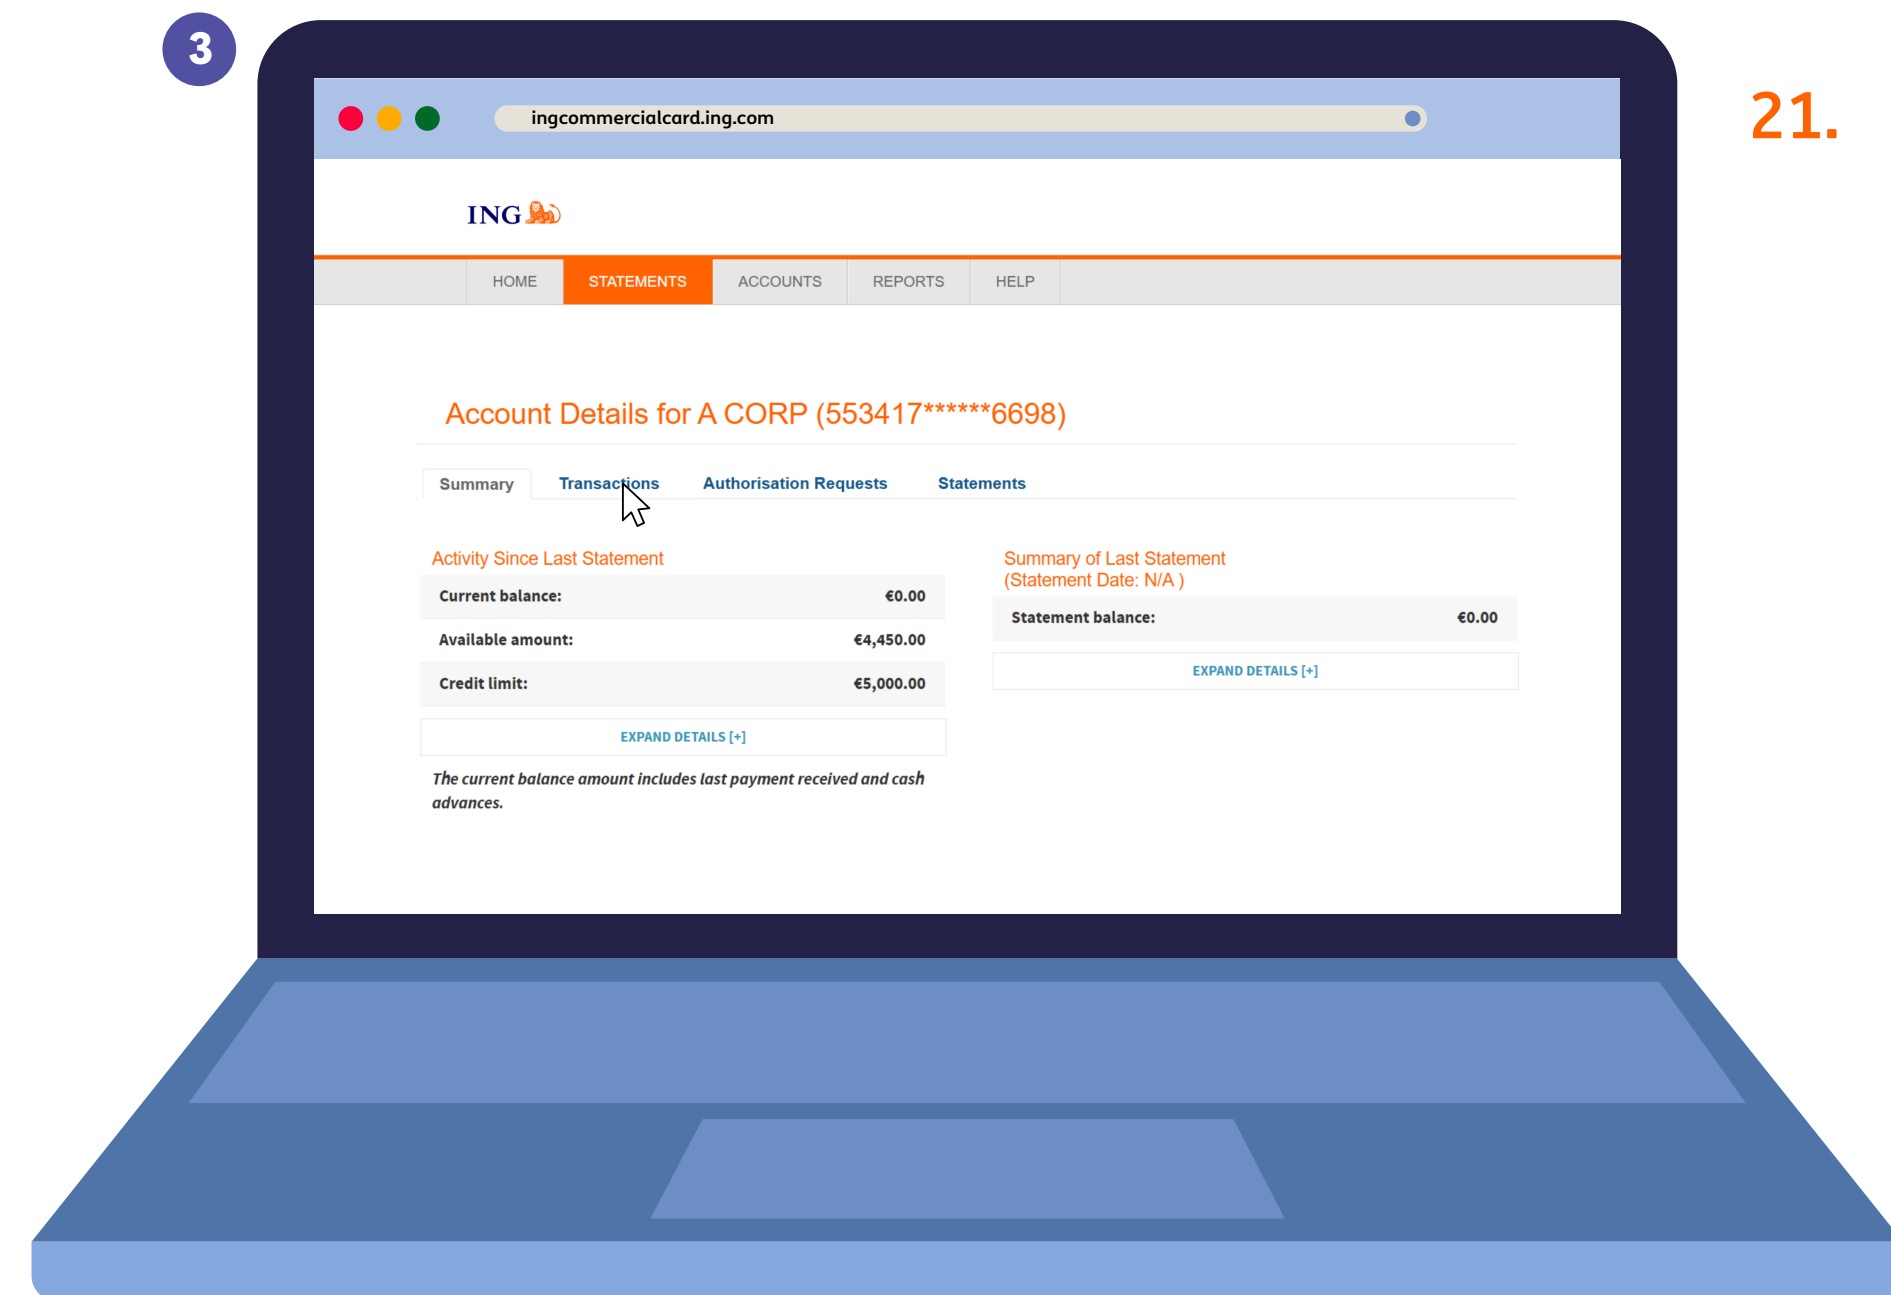 3
21.
ingcommercialcard.ing.com
ING
HOME STATEMENTS ACCOUNTS REPORTS HELP
Account Details for A CORP (553417******6698)
Summary Transactions Authorisation Requests Statements
Activity Since Last Statement
Current balance: €0.00
Available amount: €4,450.00
Credit limit: €5,000.00
EXPAND DETAILS [+]
The current balance amount includes last payment received and cash
advances.
Summary of Last Statement
(Statement Date: N/A )
Statement balance: €0.00
EXPAND DETAILS [+]